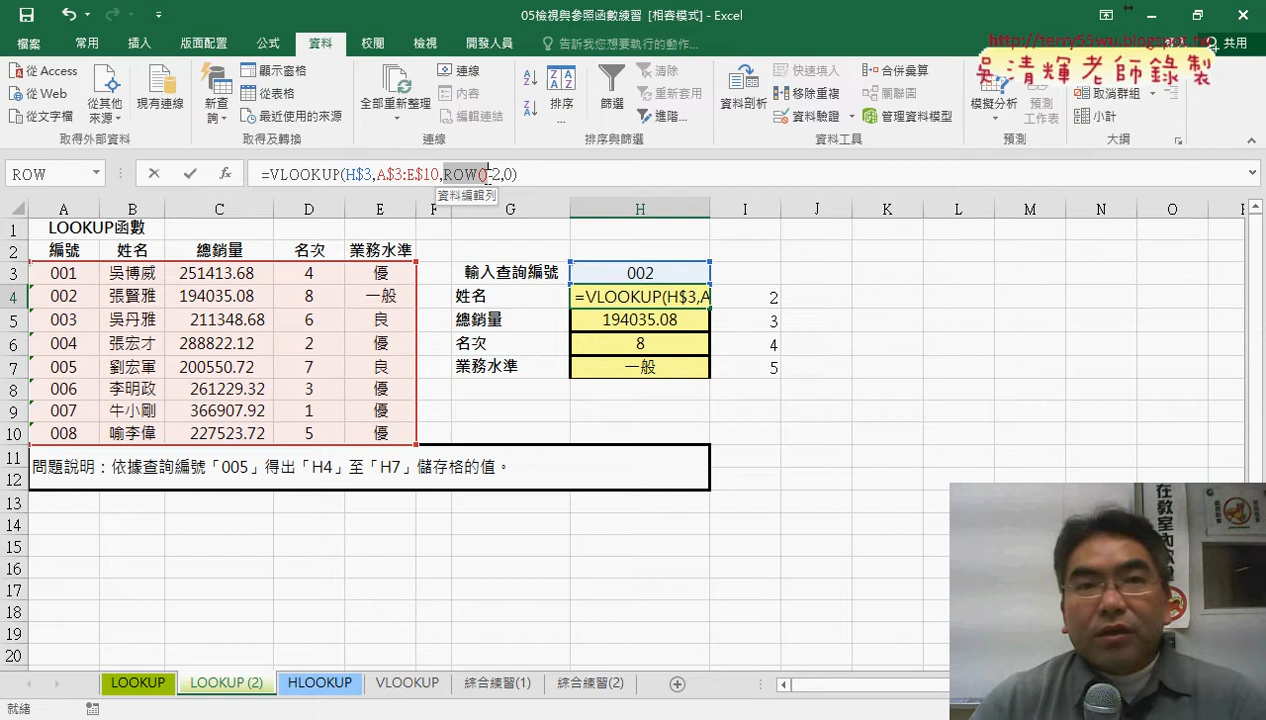 05檢視與參照函數練習 [相容模式] - Excel
檔案 常用 插入 版面配置 公式 資料 校閱 檢視 開發人員 告訴我您想要執行的動作... 共用
http://terry55wu.blogspot.tw
吳清輝老師錄製
從 Access
從 Web
從文字檔
從其他來源
現有連線
取得外部資料
新查詢
顯示窗格
從表格
最近使用的來源
取得及轉換
全部重新整理
連線
內容
編輯連結
連線
排序...
篩選
清除
重新套用
進階...
排序與篩選
資料剖析
快速填入
移除重複
資料驗證
合併彙算
關聯圖
管理資料模型
資料工具
模擬分析
預測工作表
預測
取消群組
小計
大綱
ROW =VLOOKUP(H$3,A$3:E$10,ROW()-2,0)
資料編輯列
A B C D E F G H I J K L M N O
1 LOOKUP函數
2 編號 姓名 總銷量 名次 業務水準
3 001 吳博威 251413.68 4 優 輸入查詢編號 002
4 002 張賢雅 194035.08 8 一般 姓名 =VLOOKUP(H$3,A 2
5 003 吳丹雅 211348.68 6 良 總銷量 194035.08 3
6 004 張宏才 288822.12 2 優 名次 8 4
7 005 劉宏軍 200550.72 7 良 業務水準 一般 5
8 006 李明政 261229.32 3 優
9 007 牛小剛 366907.92 1 優
10 008 喻李偉 227523.72 5 優
11
問題說明：依據查詢編號「005」得出「H4」至「H7」儲存格的值。
12
13
14
15
16
17
18
19
20
在教室內飲
LOOKUP LOOKUP (2) HLOOKUP VLOOKUP 綜合練習(1) 綜合練習(2)
就緒